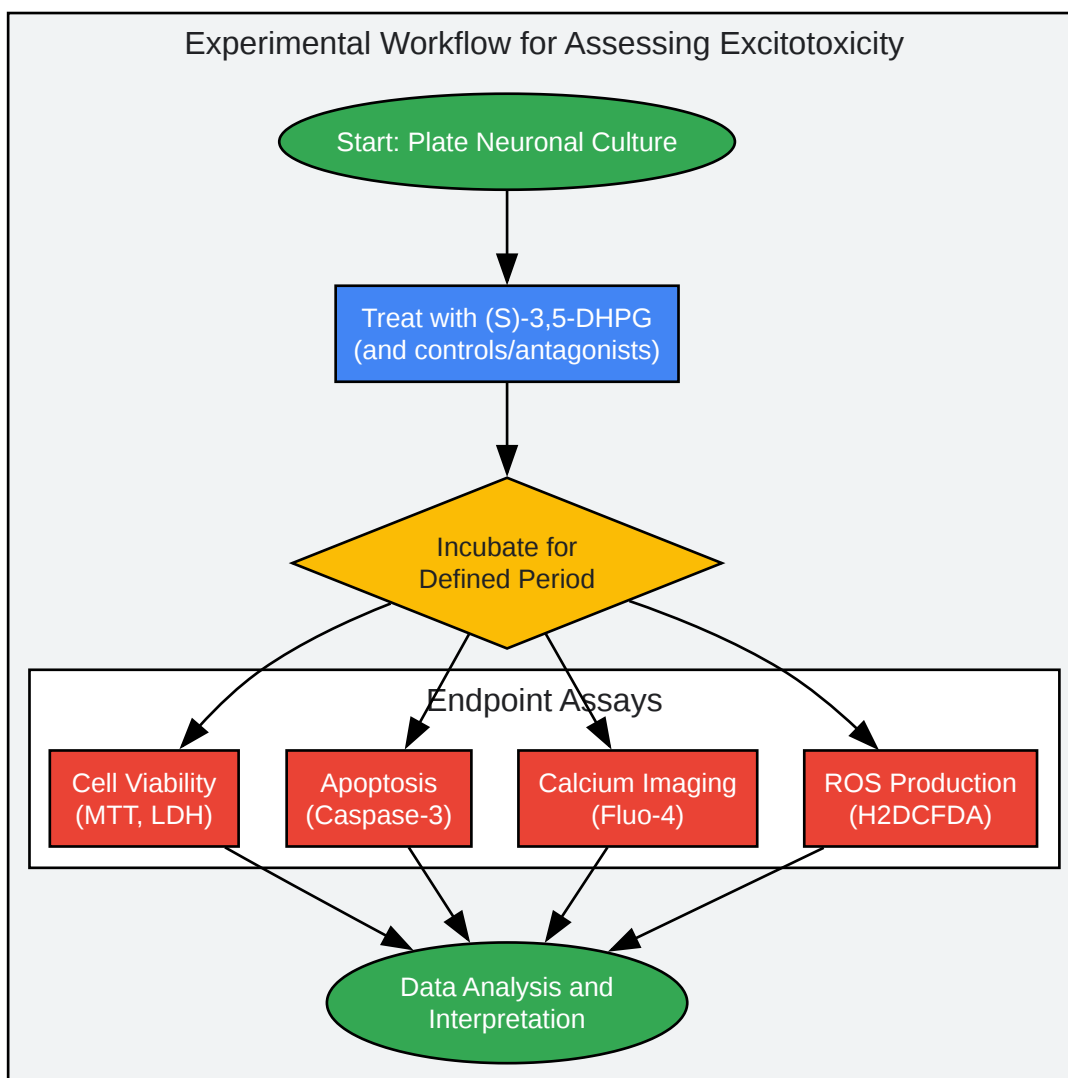 Experimental Workflow for Assessing Excitotoxicity
Start: Plate Neuronal Culture
Treat with (S)-3,5-DHPG
(and controls/antagonists)
Incubate for
Defined Period
Endpoint Assays
Cell Viability
(MTT, LDH)
Apoptosis
(Caspase-3)
Calcium Imaging
(Fluo-4)
ROS Production
(H2DCFDA)
Data Analysis and
Interpretation